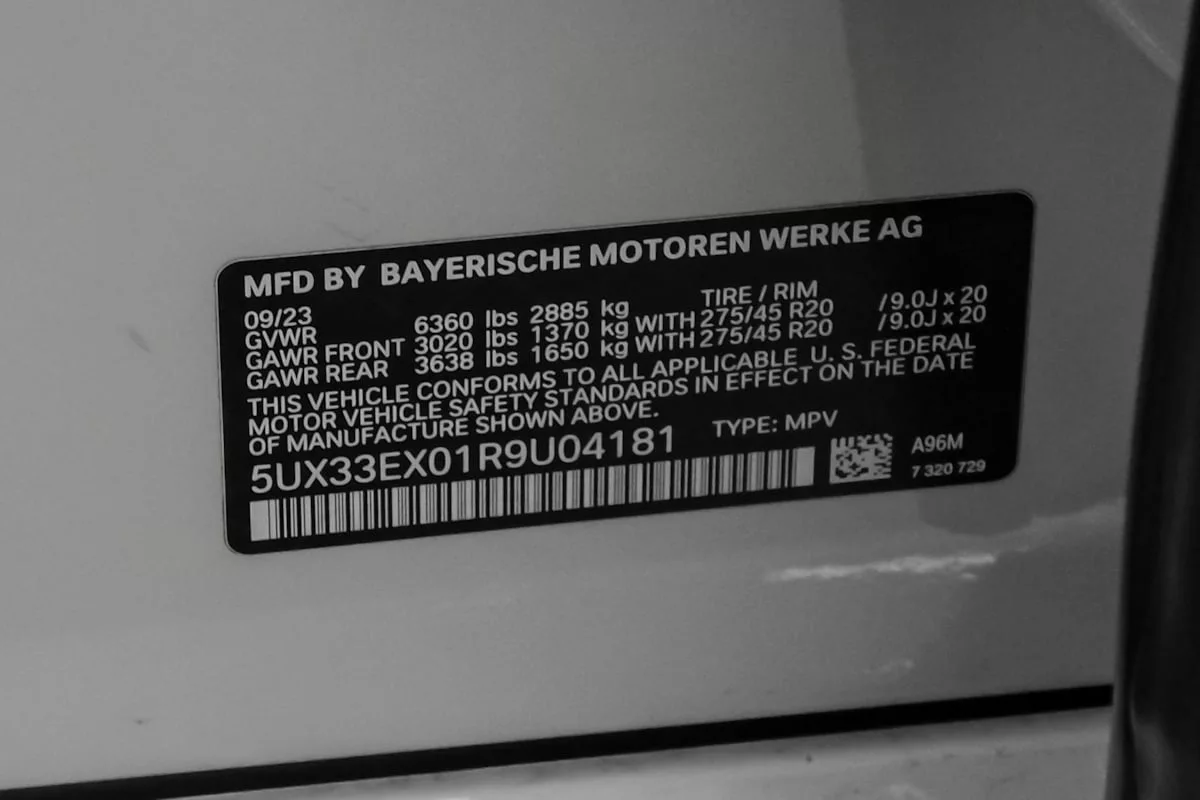 MFD BY BAYERISCHE MOTOREN WERKE AG
09/23 TIRE / RIM
GVWR 6360 lbs 2885 kg
GAWR FRONT 3020 lbs 1370 kg WITH 275/45 R20 /9.0J x 20
GAWR REAR 3638 lbs 1650 kg WITH 275/45 R20 /9.0J x 20
THIS VEHICLE CONFORMS TO ALL APPLICABLE U. S. FEDERAL
MOTOR VEHICLE SAFETY STANDARDS IN EFFECT ON THE DATE
OF MANUFACTURE SHOWN ABOVE.
5UX33EX01R9U04181 TYPE: MPV
A96M
7 320 729